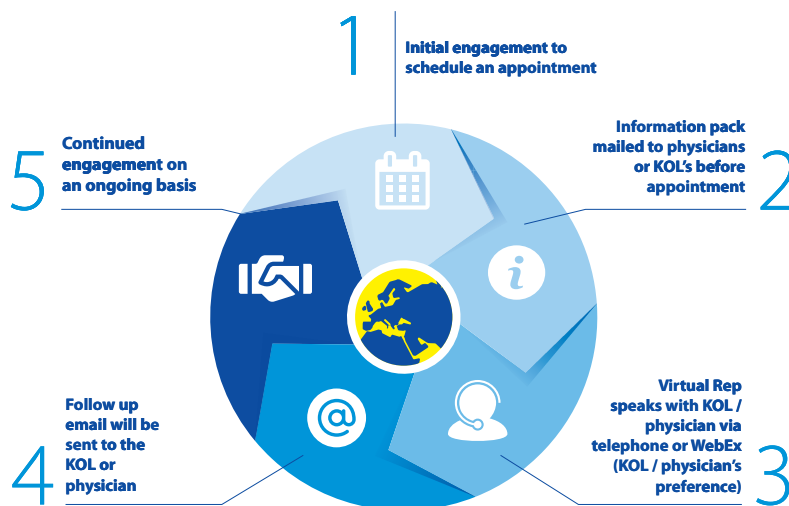 1
Initial engagement to
schedule an appointment
Information pack
mailed to physicians
or KOL's before
appointment
2
Virtual Rep
speaks with KOL /
physician via
telephone or WebEx
(KOL / physician's
preference)
3
Follow up
email will be
sent to the
KOL or
physician
4
Continued
engagement on
an ongoing basis
5
i
@